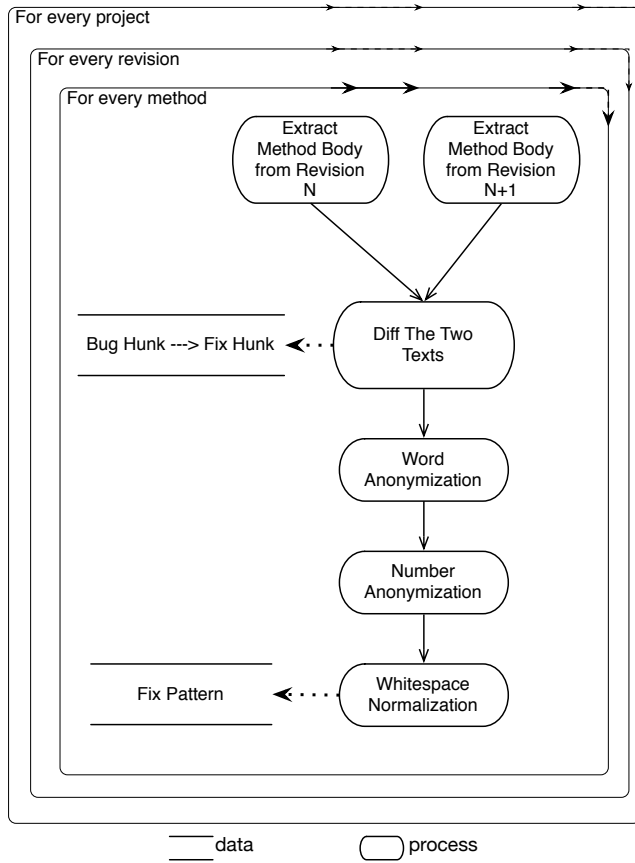 For every project
For every revision
For every method
Extract
Method Body
from Revision
N
Extract
Method Body
from Revision
N+1
Bug Hunk ---> Fix Hunk
Diff The Two
Texts
Word
Anonymization
Number
Anonymization
Fix Pattern
Whitespace
Normalization
data
process